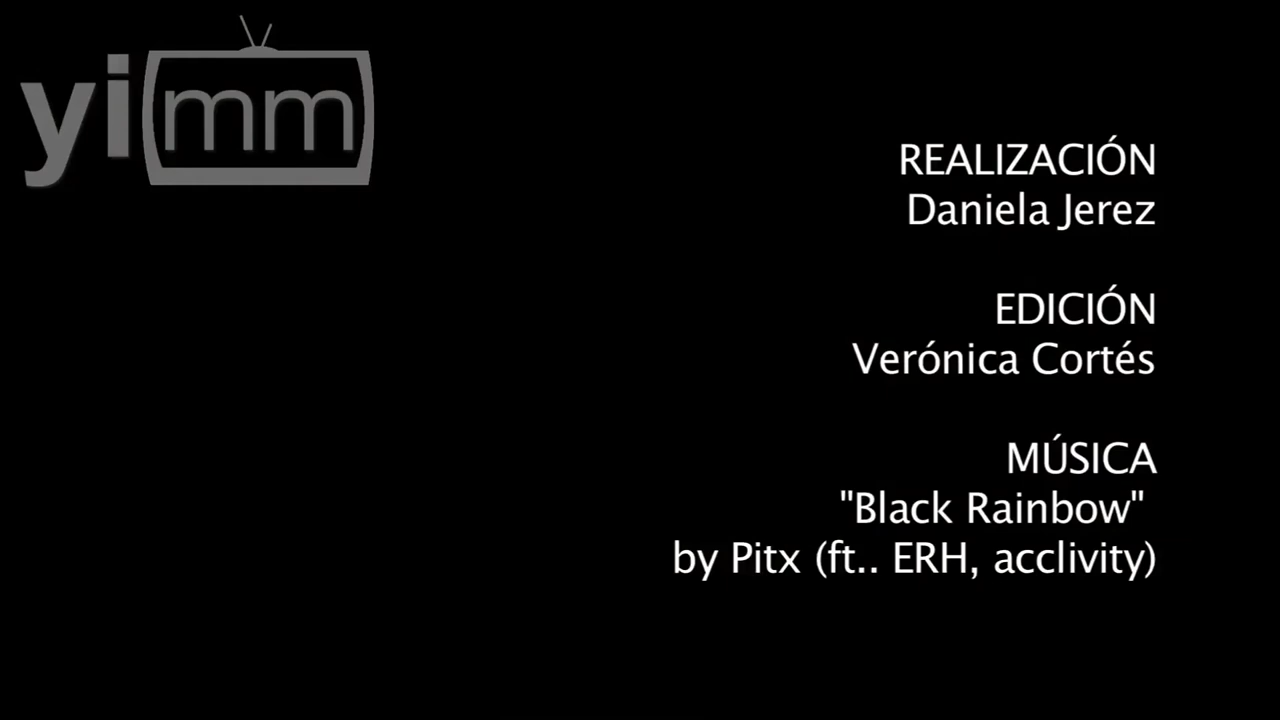 yimm
REALIZACIÓN
Daniela Jerez
EDICIÓN
Verónica Cortés
MÚSICA
"Black Rainbow"
by Pitx (ft.. ERH, acclivity)